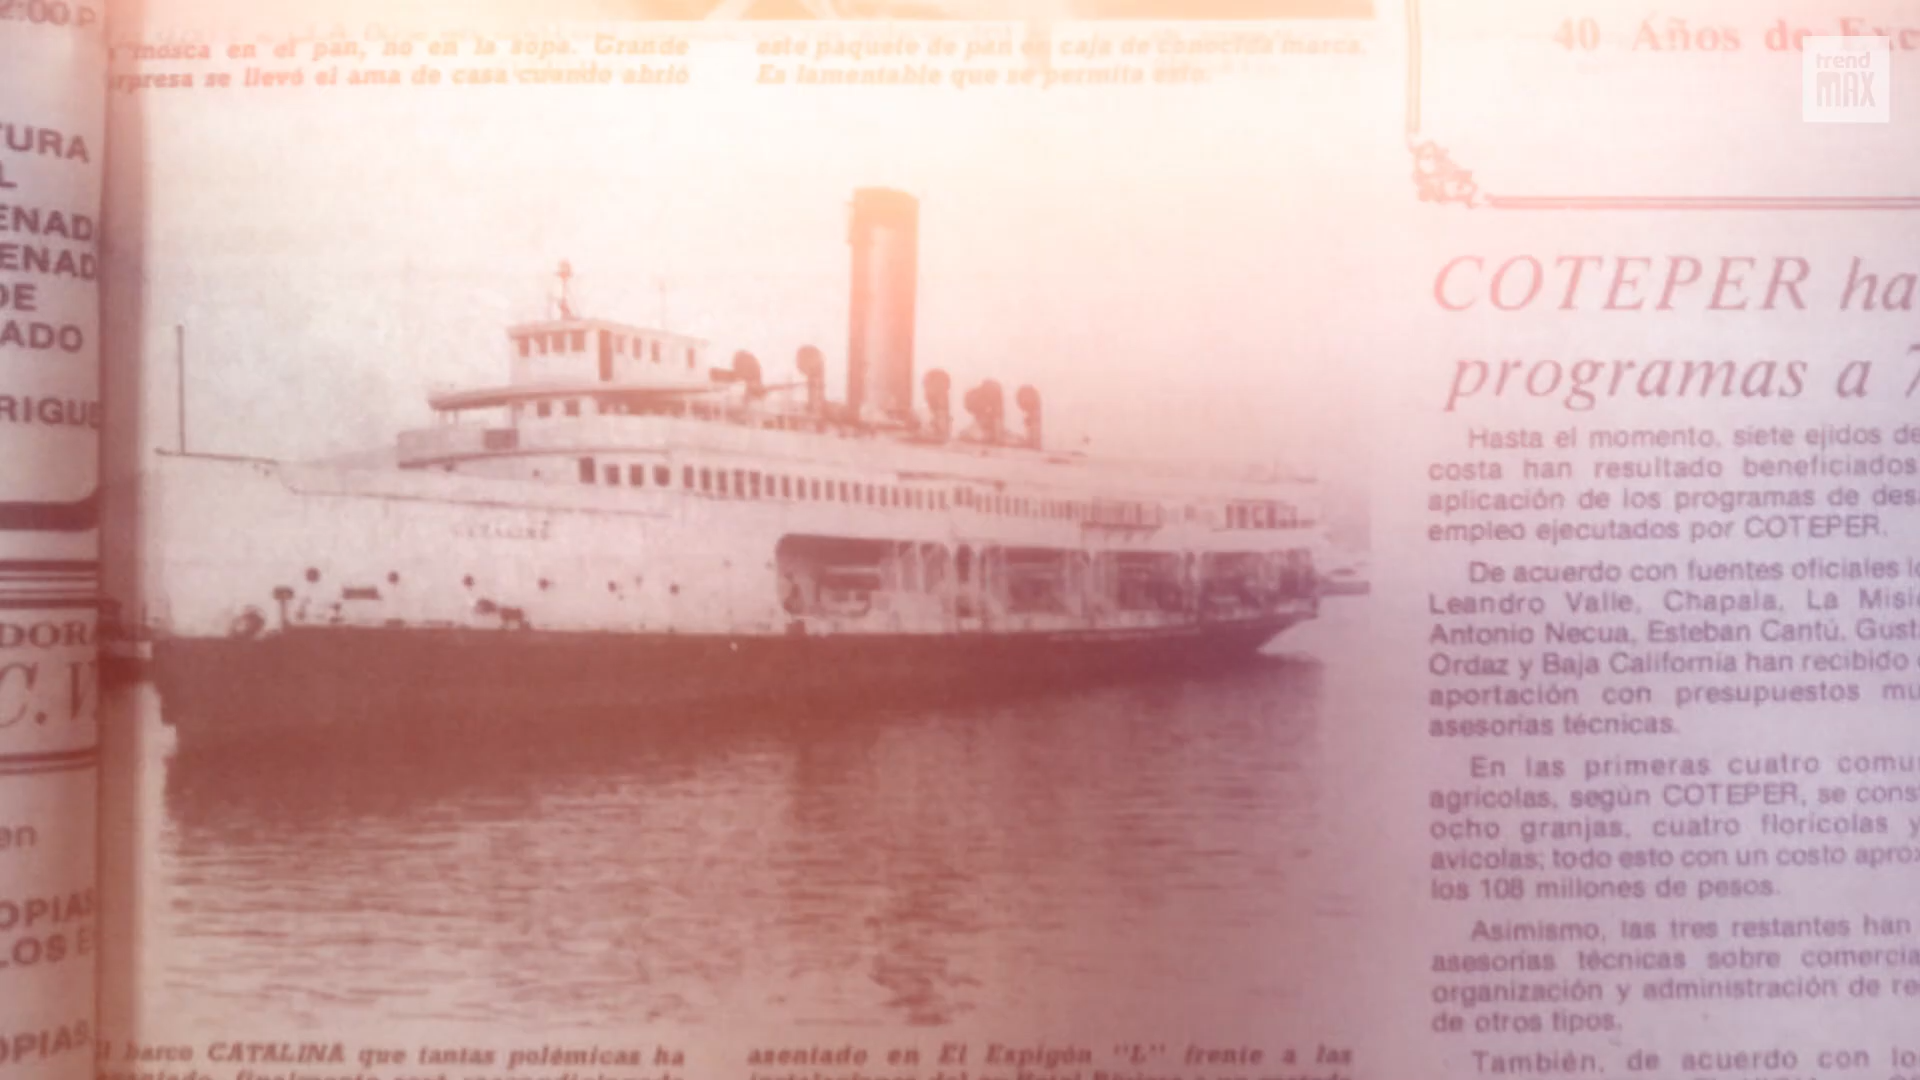 2:00 P
TURA
L
ENAD
ENAD
DE
ADO
RIGUE
DORA
C.V.
en
OPIAS
LOS E
OPIAS
mosca en el pan, no en la sopa. Grande
rpresa se llevó el ama de casa cuando abrió
este paquete de pan en caja de conocida marca.
Es lamentable que se permita esto.
barco CATALINA que tantas polémicas ha
asentado en El Espigón "L" frente a las
40 Años de Exc
trend
MAX
COTEPER ha
programas a 7
Hasta el momento, siete ejidos de
costa han resultado beneficiados
aplicación de los programas de des
empleo ejecutados por COTEPER.
De acuerdo con fuentes oficiales lo
Leandro Valle, Chapala, La Misi
Antonio Necua, Esteban Cantú, Gust
Ordaz y Baja California han recibido
aportación con presupuestos mu
asesorías técnicas.
En las primeras cuatro comu
agrícolas, según COTEPER, se cons
ocho granjas, cuatro florícolas y
avícolas; todo esto con un costo apro
los 108 millones de pesos.
Asimismo, las tres restantes han
asesorías técnicas sobre comercia
organización y administración de re
de otros tipos.
También, de acuerdo con lo